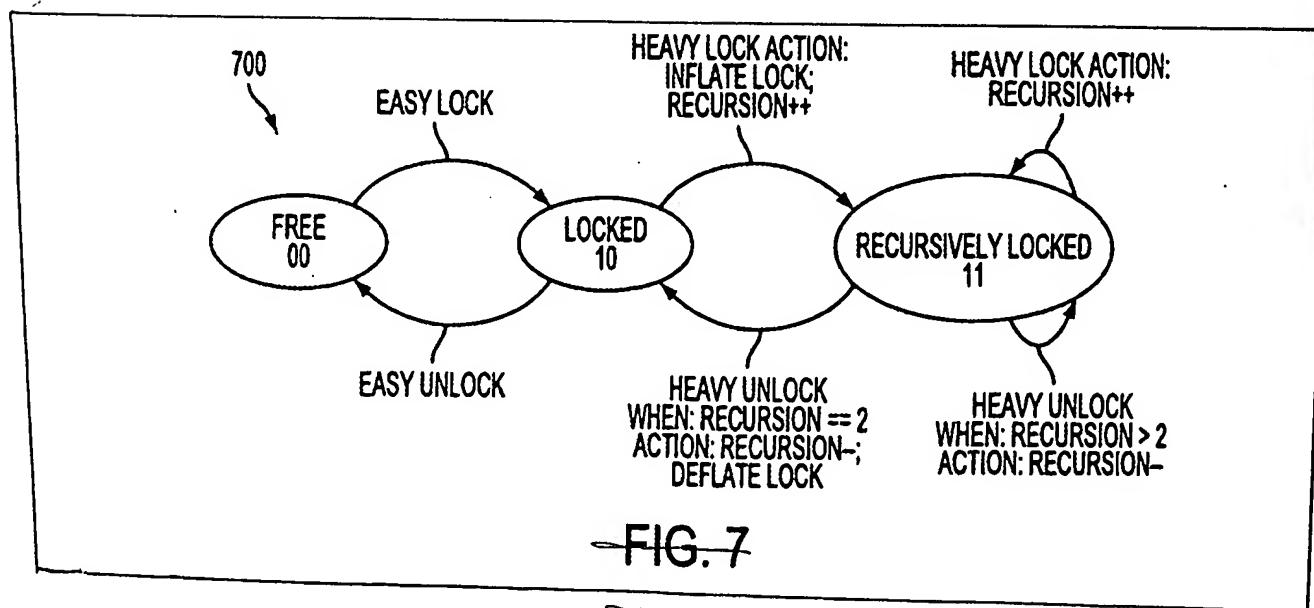 700
EASY LOCK
HEAVY LOCK ACTION:
INFLATE LOCK;
RECURSION++
HEAVY LOCK ACTION:
RECURSION++
FREE
00
LOCKED
10
RECURSIVELY LOCKED
11
EASY UNLOCK
HEAVY UNLOCK
WHEN: RECURSION == 2
ACTION: RECURSION–;
DEFLATE LOCK
HEAVY UNLOCK
WHEN: RECURSION > 2
ACTION: RECURSION–
FIG. 7